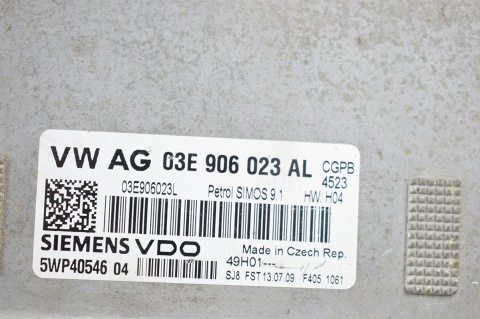 VW AG 03E 906 023 AL CGPB
4523
03E906023L Petrol SIMOS 9.1 HW H04
SIEMENS VDO Made in Czech Rep.
5WP40546 04 49H01---
SJ8 FST 13.07.09 F405 1061